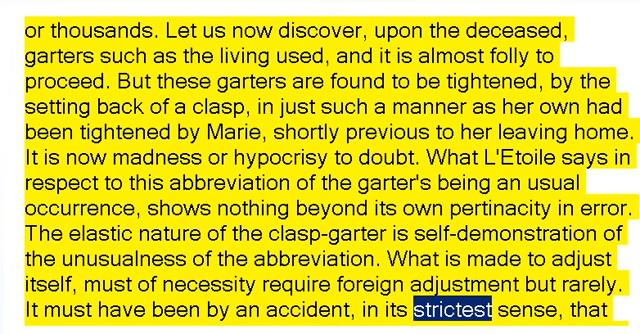 or thousands. Let us now discover, upon the deceased,
garters such as the living used, and it is almost folly to
proceed. But these garters are found to be tightened, by the
setting back of a clasp, in just such a manner as her own had
been tightened by Marie, shortly previous to her leaving home.
It is now madness or hypocrisy to doubt. What L'Etoile says in
respect to this abbreviation of the garter's being an usual
occurrence, shows nothing beyond its own pertinacity in error.
The elastic nature of the clasp-garter is self-demonstration of
the unusualness of the abbreviation. What is made to adjust
itself, must of necessity require foreign adjustment but rarely.
It must have been by an accident, in its strictest sense, that